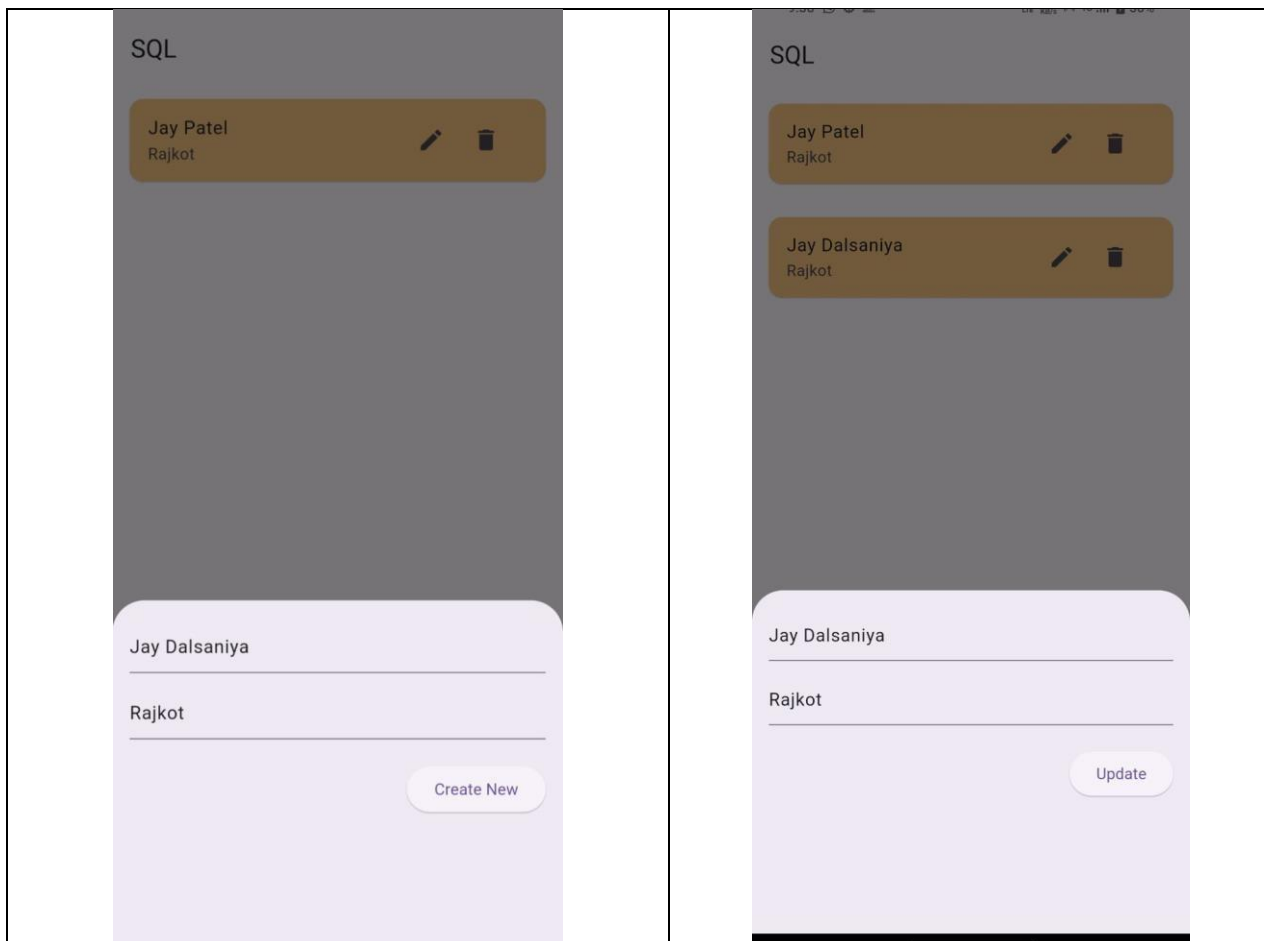 SQL
Jay Patel
Rajkot
Jay Dalsaniya
Rajkot
Create New
SQL
Jay Patel
Rajkot
Jay Dalsaniya
Rajkot
Jay Dalsaniya
Rajkot
Update